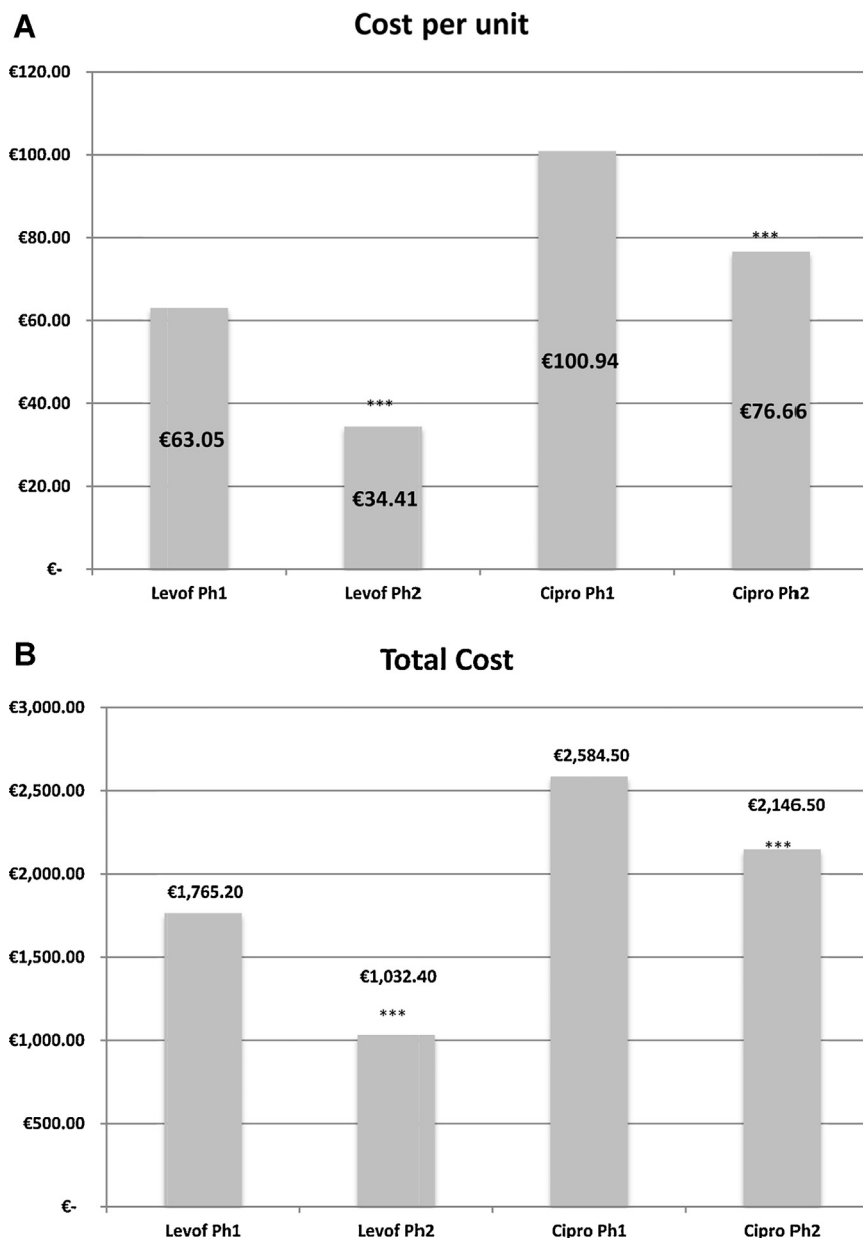 A
Cost per unit
€120.00
€100.00
€80.00
€60.00
€40.00
€20.00
€-
€63.05
***
€34.41
€100.94
***
€76.66
Levof Ph1
Levof Ph2
Cipro Ph1
Cipro Ph2
B
Total Cost
€3,000.00
€2,500.00
€2,000.00
€1,500.00
€1,000.00
€500.00
€-
€1,765.20
€1,032.40
***
€2,584.50
€2,146.50
***
Levof Ph1
Levof Ph2
Cipro Ph1
Cipro Ph2